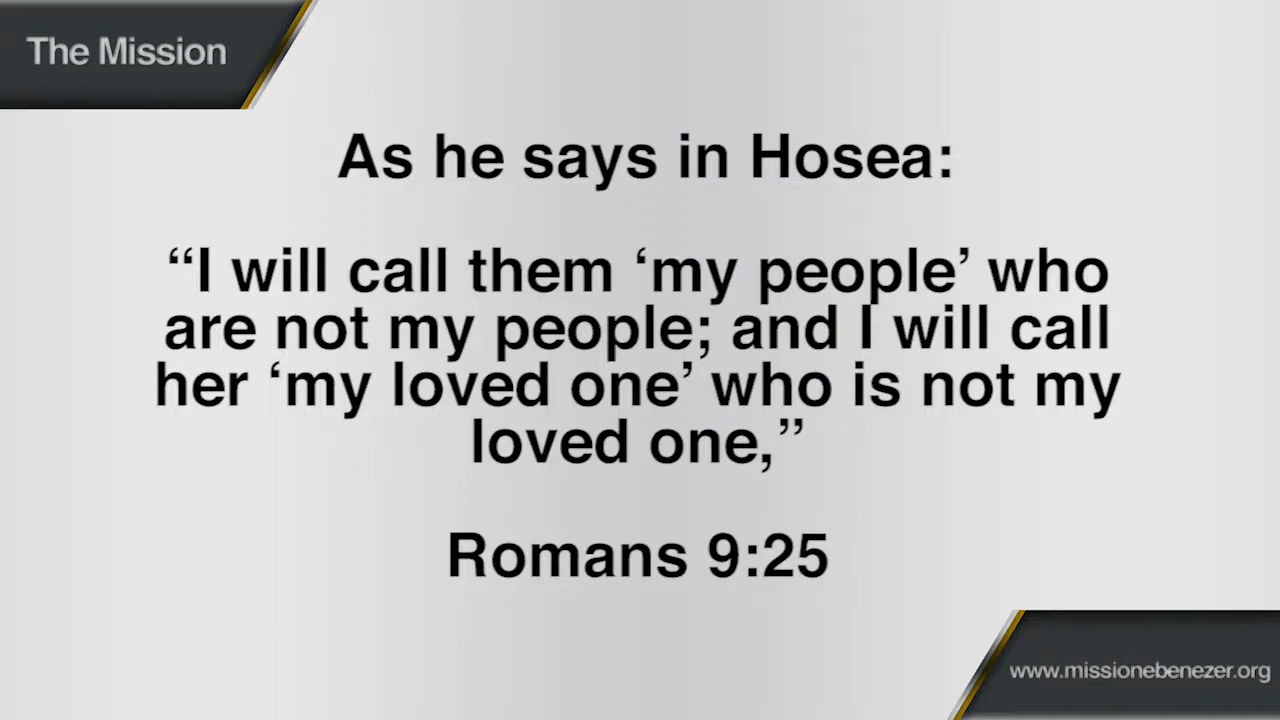 The Mission
As he says in Hosea:
“I will call them ‘my people’ who
are not my people; and I will call
her ‘my loved one’ who is not my
loved one,”
Romans 9:25
www.missionebenezer.org